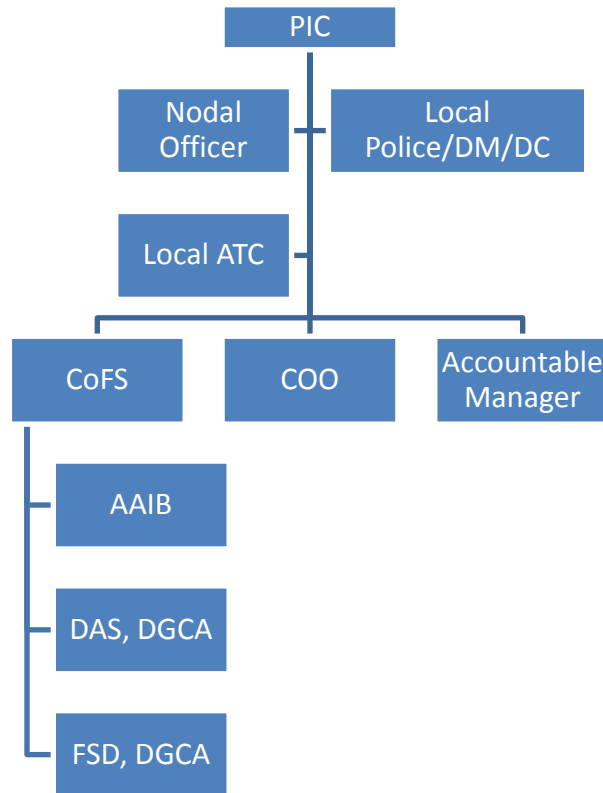 PIC
Nodal
Officer
Local
Police/DM/DC
Local ATC
CoFS
COO
Accountable
Manager
AAIB
DAS, DGCA
FSD, DGCA